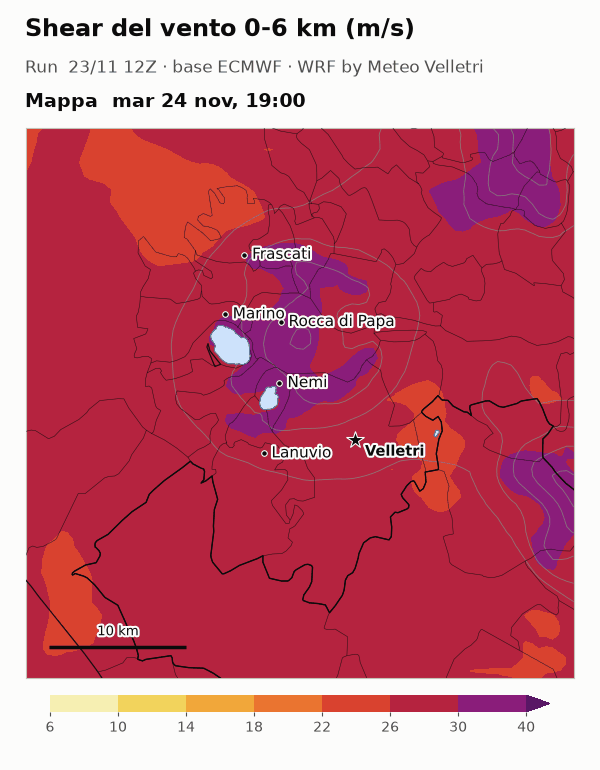 Shear del vento 0-6 km (m/s)
Run  23/11 12Z · base ECMWF · WRF by Meteo Velletri
Mappa  mar 24 nov, 19:00
Frascati
Marino
Rocca di Papa
Nemi
Velletri
Lanuvio
10 km
6 10 14 18 22 26 30 40